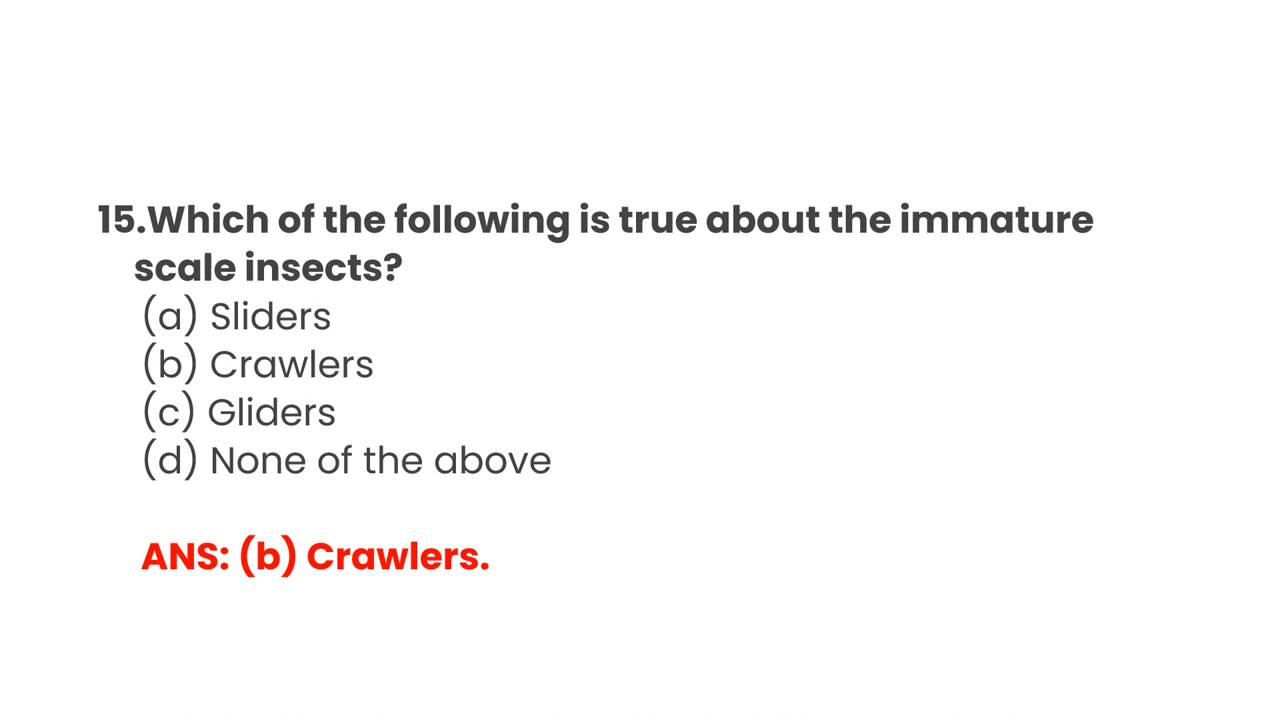 15.Which of the following is true about the immature
scale insects?
(a) Sliders
(b) Crawlers
(c) Gliders
(d) None of the above
ANS: (b) Crawlers.